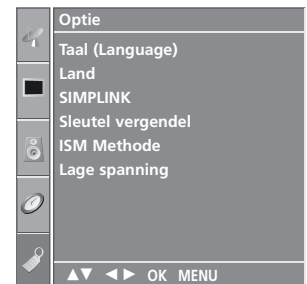 Optie
Taal (Language)
Land
SIMPLINK
Sleutel vergendel
ISM Methode
Lage spanning
▲▼ ◄► OK MENU